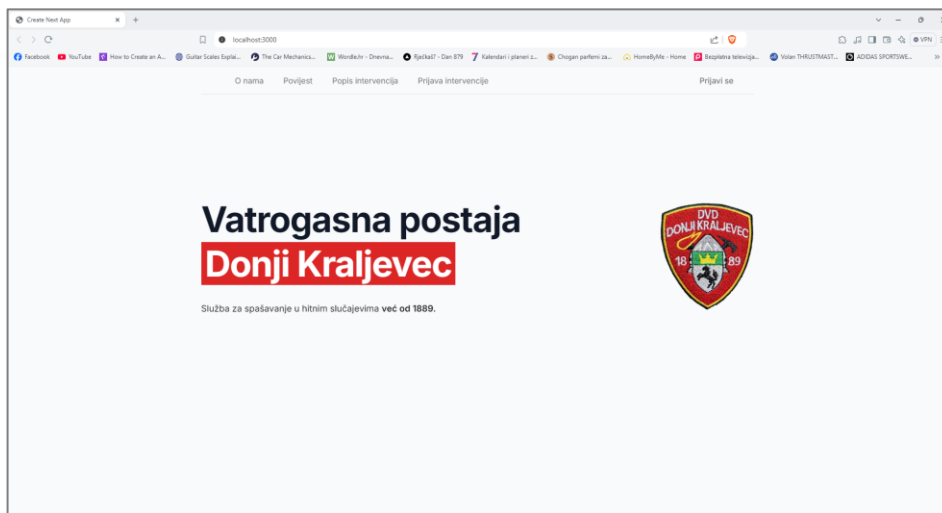 Create Next App
localhost:3000
VPN
Facebook YouTube How to Create an A... Guitar Scales Explai... The Car Mechanics... Wordle.hr - Dnevna... Riječkaš? - Dan 879 Kalendari i planeri z... Chogan parfemi za... HomeByMe - Home Bezplatna televizija... Volan THRUSTMAST... ADIDAS SPORTSWE...
O nama Povijest Popis intervencija Prijava intervencije Prijavi se
Vatrogasna postaja
Donji Kraljevec
Služba za spašavanje u hitnim slučajevima već od 1889.
DVD
DONJI KRALJEVEC
18 89